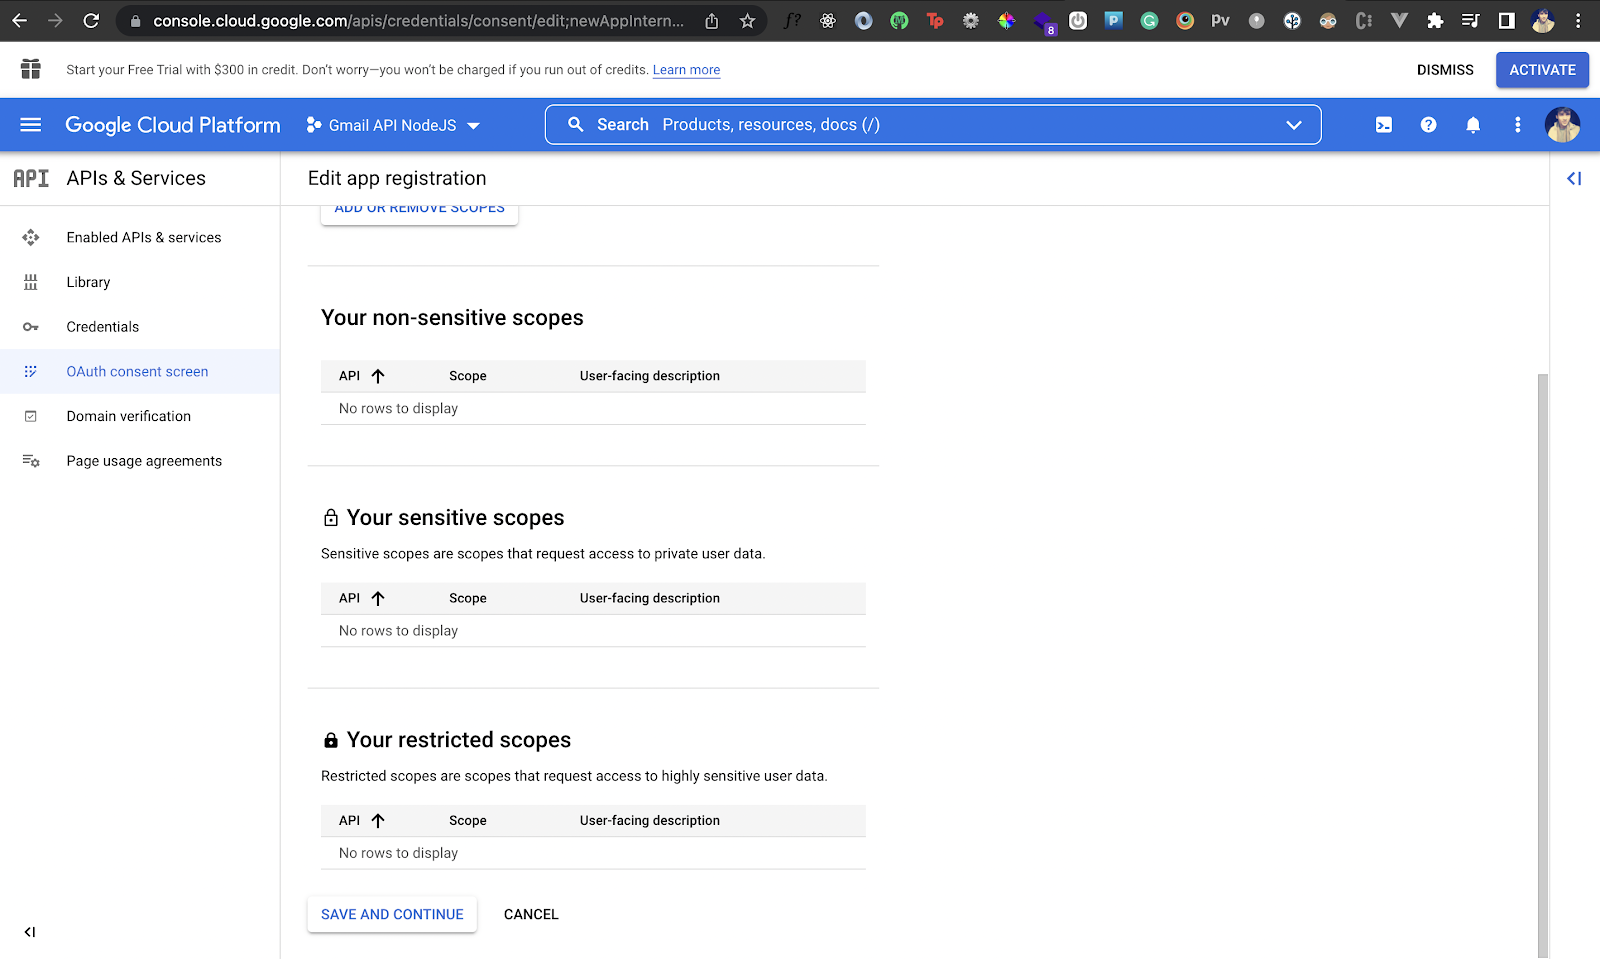 console.cloud.google.com/apis/credentials/consent/edit;newAppIntern...
f?
Tp
8
P
G
Pv
C
Start your Free Trial with $300 in credit. Don't worry—you won't be charged if you run out of credits. Learn more
DISMISS
ACTIVATE
Google Cloud Platform
Gmail API NodeJS
Search Products, resources, docs (/)
API APIs & Services
Edit app registration
ADD OR REMOVE SCOPES
Enabled APIs & services
Library
Credentials
OAuth consent screen
Domain verification
Page usage agreements
Your non-sensitive scopes
API Scope User-facing description
No rows to display
Your sensitive scopes
Sensitive scopes are scopes that request access to private user data.
API Scope User-facing description
No rows to display
Your restricted scopes
Restricted scopes are scopes that request access to highly sensitive user data.
API Scope User-facing description
No rows to display
SAVE AND CONTINUE
CANCEL